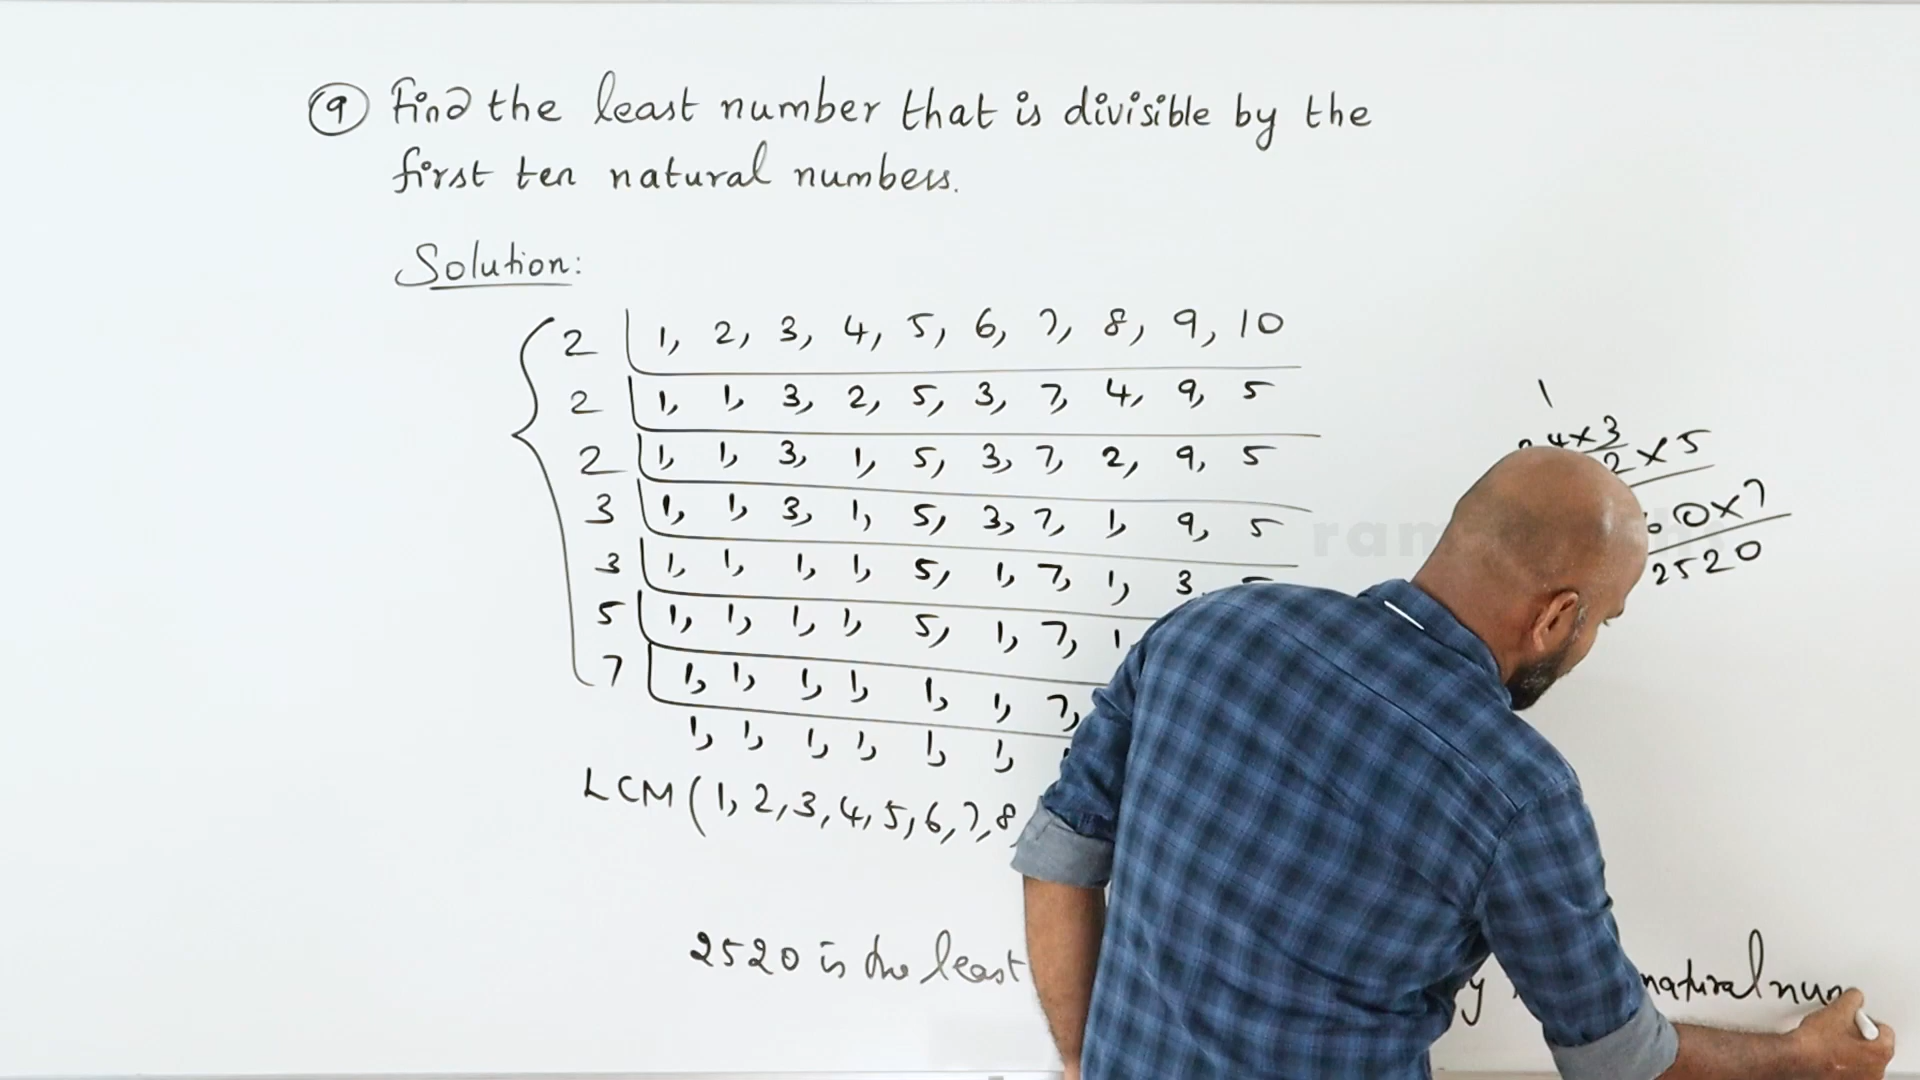 9 Find the least number that is divisible by the
first ten natural numbers.
Solution:
2 1, 2, 3, 4, 5, 6, 7, 8, 9, 10
2 1, 1, 3, 2, 5, 3, 7, 4, 9, 5
2 1, 1, 3, 1, 5, 3, 7, 2, 9, 5
3 1, 1, 3, 1, 5, 3, 7, 1, 9, 5
3 1, 1, 1, 1, 5, 1, 7, 1, 3
5 1, 1, 1, 1, 5, 1, 7, 1
7 1, 1, 1, 1, 1, 1, 7,
1, 1, 1, 1, 1, 1,
LCM (1, 2, 3, 4, 5, 6, 7, 8
2520 is the least natural num
1
4×3
2×5
0×7
2520
ram